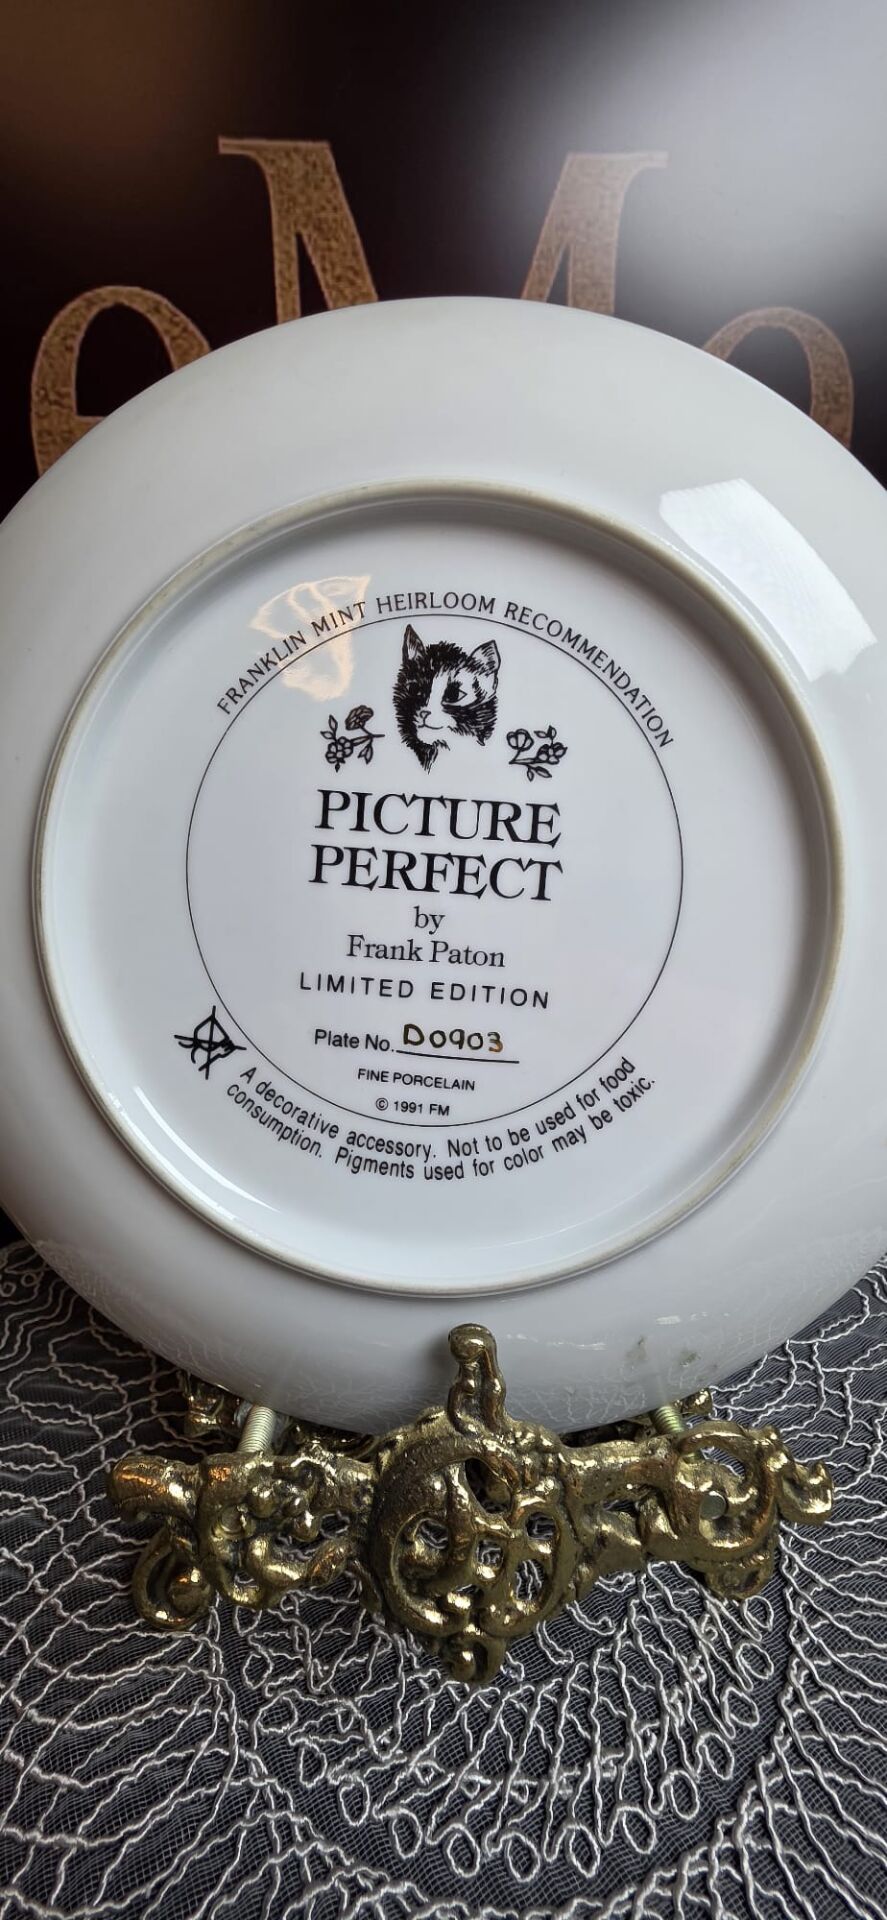 eMe
FRANKLIN MINT HEIRLOOM RECOMMENDATION
PICTURE
PERFECT
by
Frank Paton
LIMITED EDITION
Plate No. D0903
FINE PORCELAIN
© 1991 FM
A decorative accessory. Not to be used for food
consumption. Pigments used for color may be toxic.